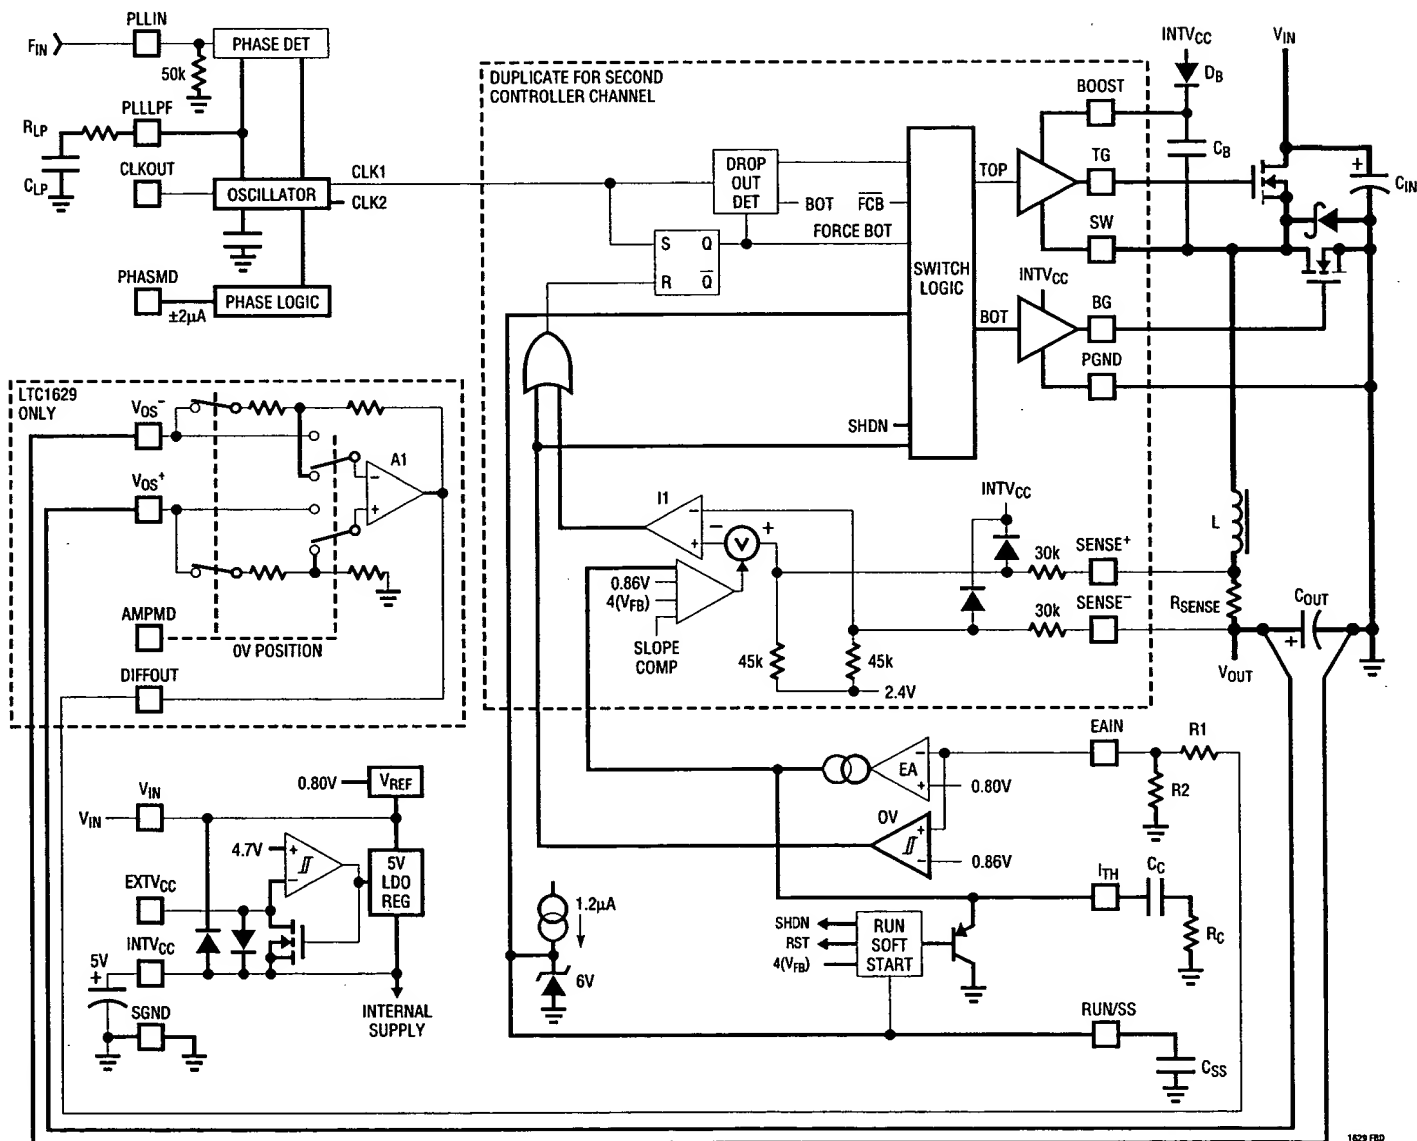 PLLIN
F_IN
PHASE DET
50k
PLLLPF
R_LP
C_LP
CLKOUT
OSCILLATOR
CLK1
CLK2
PHASMD
±2µA
PHASE LOGIC
DUPLICATE FOR SECOND
CONTROLLER CHANNEL
DROP
OUT
DET
BOT
FCB
FORCE BOT
S Q
R Q
SWITCH
LOGIC
TOP
BOT
SHDN
INTV_CC
V_IN
D_B
BOOST
C_B
TG
C_IN
+
SW
INTV_CC
BG
PGND
LTC1629
ONLY
V_OS^-
V_OS^+
A1
−
+
AMPMD
0V POSITION
DIFFOUT
I1
−
+
−
V
+
0.86V
4(V_FB)
SLOPE
COMP
45k
45k
2.4V
INTV_CC
30k
SENSE^+
30k
SENSE^-
L
R_SENSE
C_OUT
+
V_OUT
EAIN
R1
R2
EA
−
+
0.80V
OV
+
−
0.86V
I_TH
C_C
R_C
0.80V
V_REF
V_IN
V_IN
4.7V
+
−
5V
LDO
REG
EXTV_CC
INTV_CC
5V
+
SGND
INTERNAL
SUPPLY
1.2µA
6V
SHDN
RST
4(V_FB)
RUN
SOFT
START
RUN/SS
C_SS
1629 FBD